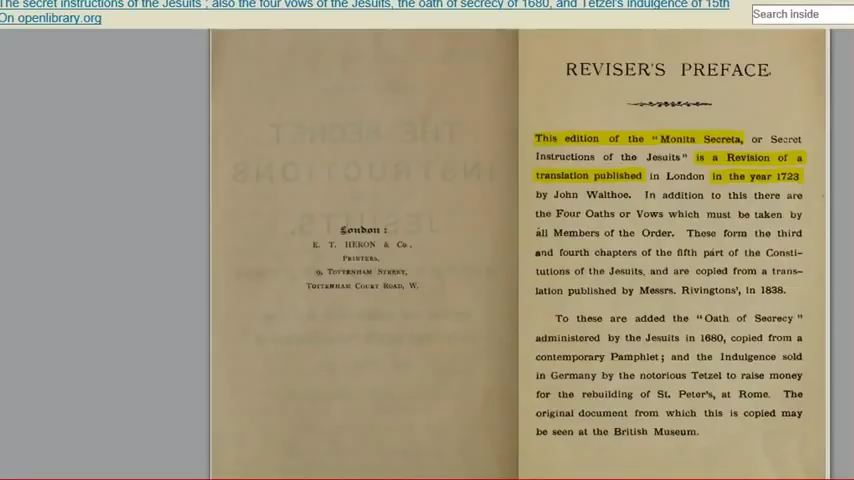 The secret instructions of the Jesuits ; also the four vows of the Jesuits, the oath of secrecy of 1680, and Tetzel's indulgence of 15th
On openlibrary.org
Search inside
London :
E. T. HERON & Co.,
PRINTERS,
9, TOTTENHAM STREET,
TOTTENHAM COURT ROAD, W.
REVISER'S PREFACE.
This edition of the "Monita Secreta, or Secret
Instructions of the Jesuits" is a Revision of a
translation published in London in the year 1723
by John Walthoe. In addition to this there are
the Four Oaths or Vows which must be taken by
all Members of the Order. These form the third
and fourth chapters of the fifth part of the Consti-
tutions of the Jesuits, and are copied from a trans-
lation published by Messrs. Rivingtons', in 1838.
To these are added the "Oath of Secrecy"
administered by the Jesuits in 1680, copied from a
contemporary Pamphlet; and the Indulgence sold
in Germany by the notorious Tetzel to raise money
for the rebuilding of St. Peter's, at Rome. The
original document from which this is copied may
be seen at the British Museum.